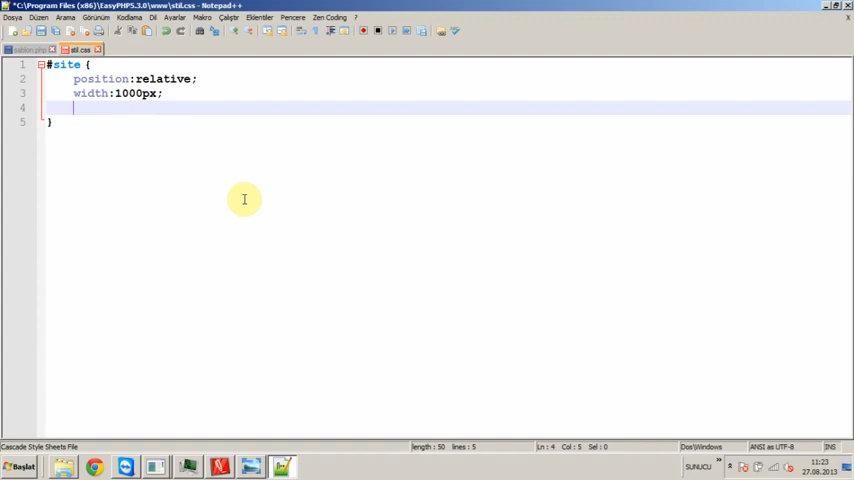 *C:\Program Files (x86)\EasyPHP5.3.0\www\stil.css - Notepad++
Dosya Düzen Arama Görünüm Kodlama Dil Ayarlar Makro Çalıştır Eklentiler Pencere Zen Coding ? X
sablon.php stil.css
1 #site {
2 position:relative;
3 width:1000px;
4
5 }
Cascade Style Sheets File length : 50 lines : 5 Ln : 4 Col : 5 Sel : 0 Dos\Windows ANSI as UTF-8 INS
Başlat SUNUCU » 11:23
27.08.2013